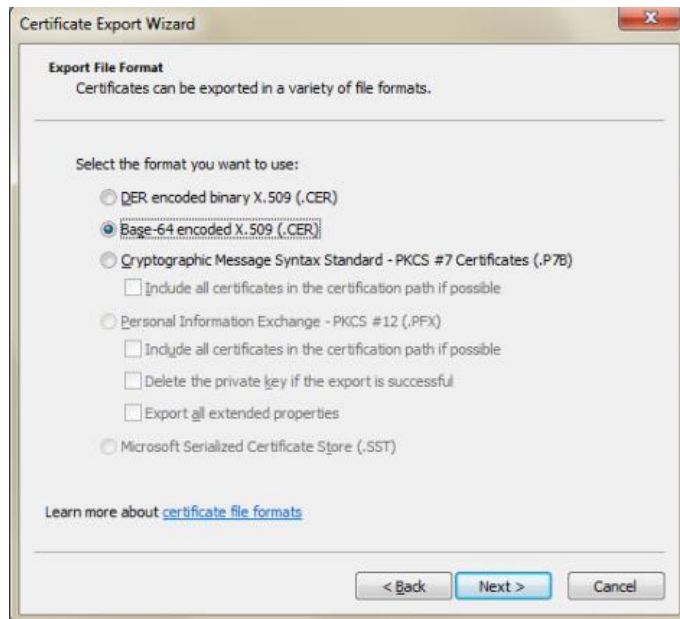 Certificate Export Wizard
Export File Format
Certificates can be exported in a variety of file formats.
Select the format you want to use:
DER encoded binary X.509 (.CER)
Base-64 encoded X.509 (.CER)
Cryptographic Message Syntax Standard - PKCS #7 Certificates (.P7B)
Include all certificates in the certification path if possible
Personal Information Exchange - PKCS #12 (.PFX)
Include all certificates in the certification path if possible
Delete the private key if the export is successful
Export all extended properties
Microsoft Serialized Certificate Store (.SST)
Learn more about certificate file formats
< Back Next > Cancel